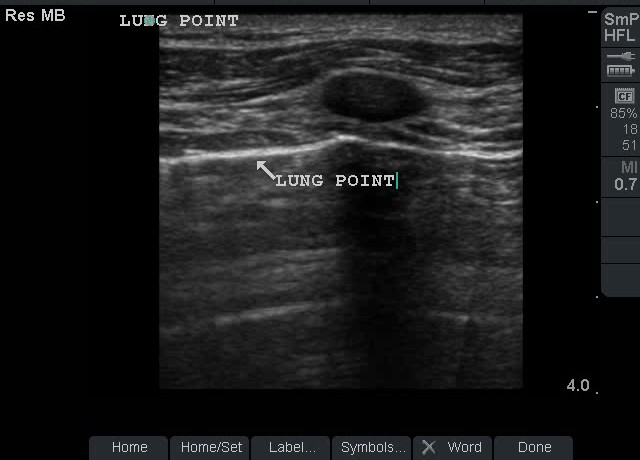 Res MB
LUNG POINT
SmP
HFL
CF
85%
18
51
MI
0.7
LUNG POINT
4.0
Home
Home/Set
Label...
Symbols...
Word
Done